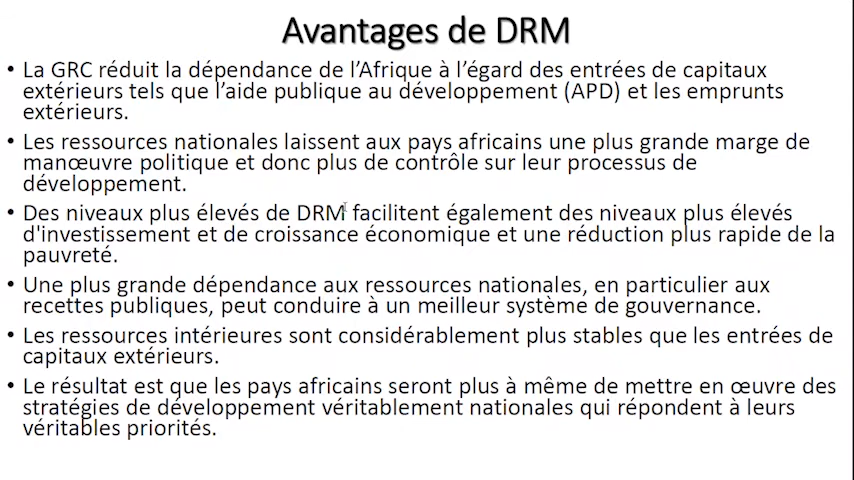 Avantages de DRM
• La GRC réduit la dépendance de l’Afrique à l’égard des entrées de capitaux
extérieurs tels que l’aide publique au développement (APD) et les emprunts
extérieurs.
• Les ressources nationales laissent aux pays africains une plus grande marge de
manœuvre politique et donc plus de contrôle sur leur processus de
développement.
• Des niveaux plus élevés de DRM facilitent également des niveaux plus élevés
d'investissement et de croissance économique et une réduction plus rapide de la
pauvreté.
• Une plus grande dépendance aux ressources nationales, en particulier aux
recettes publiques, peut conduire à un meilleur système de gouvernance.
• Les ressources intérieures sont considérablement plus stables que les entrées de
capitaux extérieurs.
• Le résultat est que les pays africains seront plus à même de mettre en œuvre des
stratégies de développement véritablement nationales qui répondent à leurs
véritables priorités.